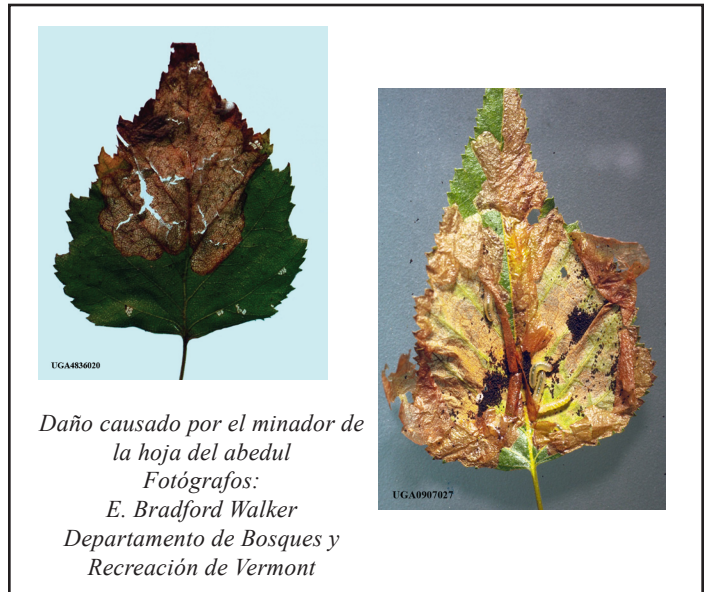 UGA4836020
UGA0907027
Daño causado por el minador de
la hoja del abedul
Fotógrafos:
E. Bradford Walker
Departamento de Bosques y
Recreación de Vermont